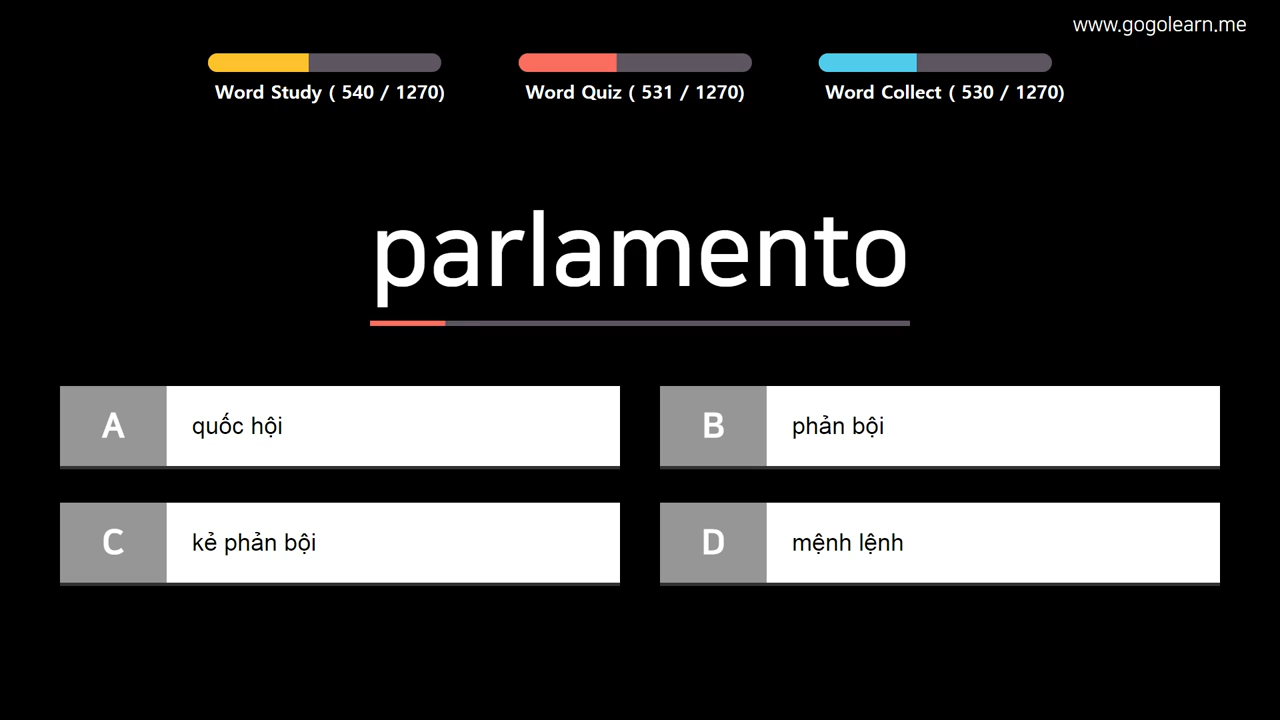 www.gogolearn.me
Word Study ( 540 / 1270)
Word Quiz ( 531 / 1270)
Word Collect ( 530 / 1270)
parlamento
A
quốc hội
B
phản bội
C
kẻ phản bội
D
mệnh lệnh